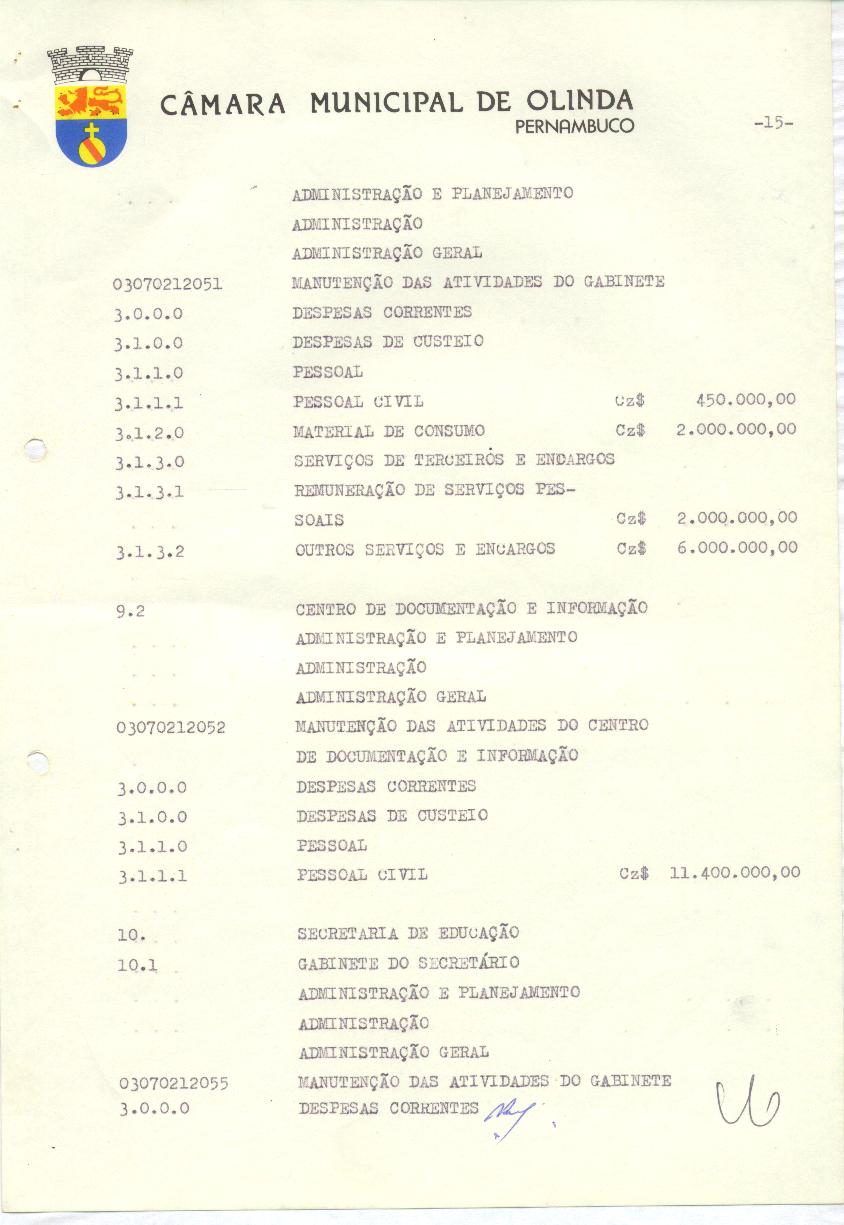 CÂMARA MUNICIPAL DE OLINDA
PERNAMBUCO
-15-
ADMINISTRAÇÃO E PLANEJAMENTO
ADMINISTRAÇÃO
ADMINISTRAÇÃO GERAL
03070212051 MANUTENÇÃO DAS ATIVIDADES DO GABINETE
3.0.0.0 DESPESAS CORRENTES
3.1.0.0 DESPESAS DE CUSTEIO
3.1.1.0 PESSOAL
3.1.1.1 PESSOAL CIVIL Cz$ 450.000,00
3.1.2.0 MATERIAL DE CONSUMO Cz$ 2.000.000,00
3.1.3.0 SERVIÇOS DE TERCEIROS E ENCARGOS
3.1.3.1 REMUNERAÇÃO DE SERVIÇOS PES-
SOAIS Cz$ 2.000.000,00
3.1.3.2 OUTROS SERVIÇOS E ENCARGOS Cz$ 6.000.000,00
9.2 CENTRO DE DOCUMENTAÇÃO E INFORMAÇÃO
ADMINISTRAÇÃO E PLANEJAMENTO
ADMINISTRAÇÃO
ADMINISTRAÇÃO GERAL
03070212052 MANUTENÇÃO DAS ATIVIDADES DO CENTRO
DE DOCUMENTAÇÃO E INFORMAÇÃO
3.0.0.0 DESPESAS CORRENTES
3.1.0.0 DESPESAS DE CUSTEIO
3.1.1.0 PESSOAL
3.1.1.1 PESSOAL CIVIL Cz$ 11.400.000,00
10. SECRETARIA DE EDUCAÇÃO
10.1 GABINETE DO SECRETÁRIO
ADMINISTRAÇÃO E PLANEJAMENTO
ADMINISTRAÇÃO
ADMINISTRAÇÃO GERAL
03070212055 MANUTENÇÃO DAS ATIVIDADES DO GABINETE
3.0.0.0 DESPESAS CORRENTES